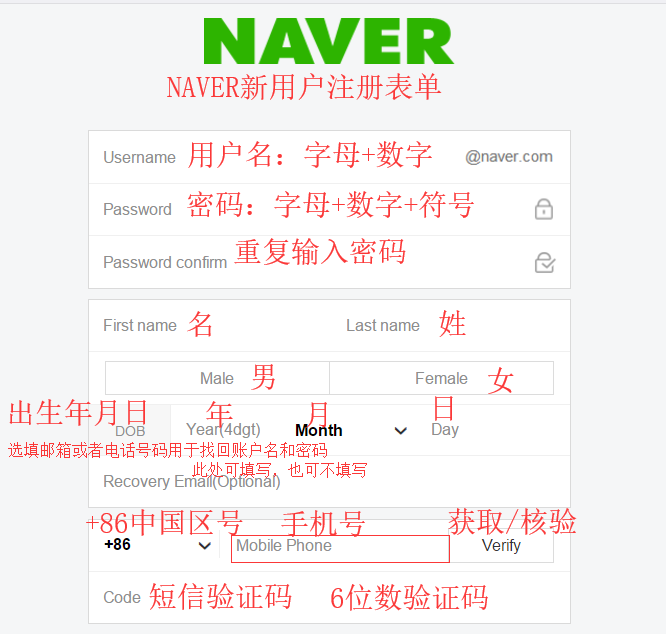 NAVER
NAVER新用户注册表单
Username 用户名：字母+数字 @naver.com
Password 密码：字母+数字+符号
Password confirm 重复输入密码
First name 名 Last name 姓
Male 男 Female 女
出生年月日 年 月 日
DOB Year(4dgt) Month Day
选填邮箱或者电话号码用于找回账户名和密码
此处可填写，也可不填写
Recovery Email(Optional)
+86中国区号 手机号 获取/核验
+86 Mobile Phone Verify
Code 短信验证码 6位数验证码